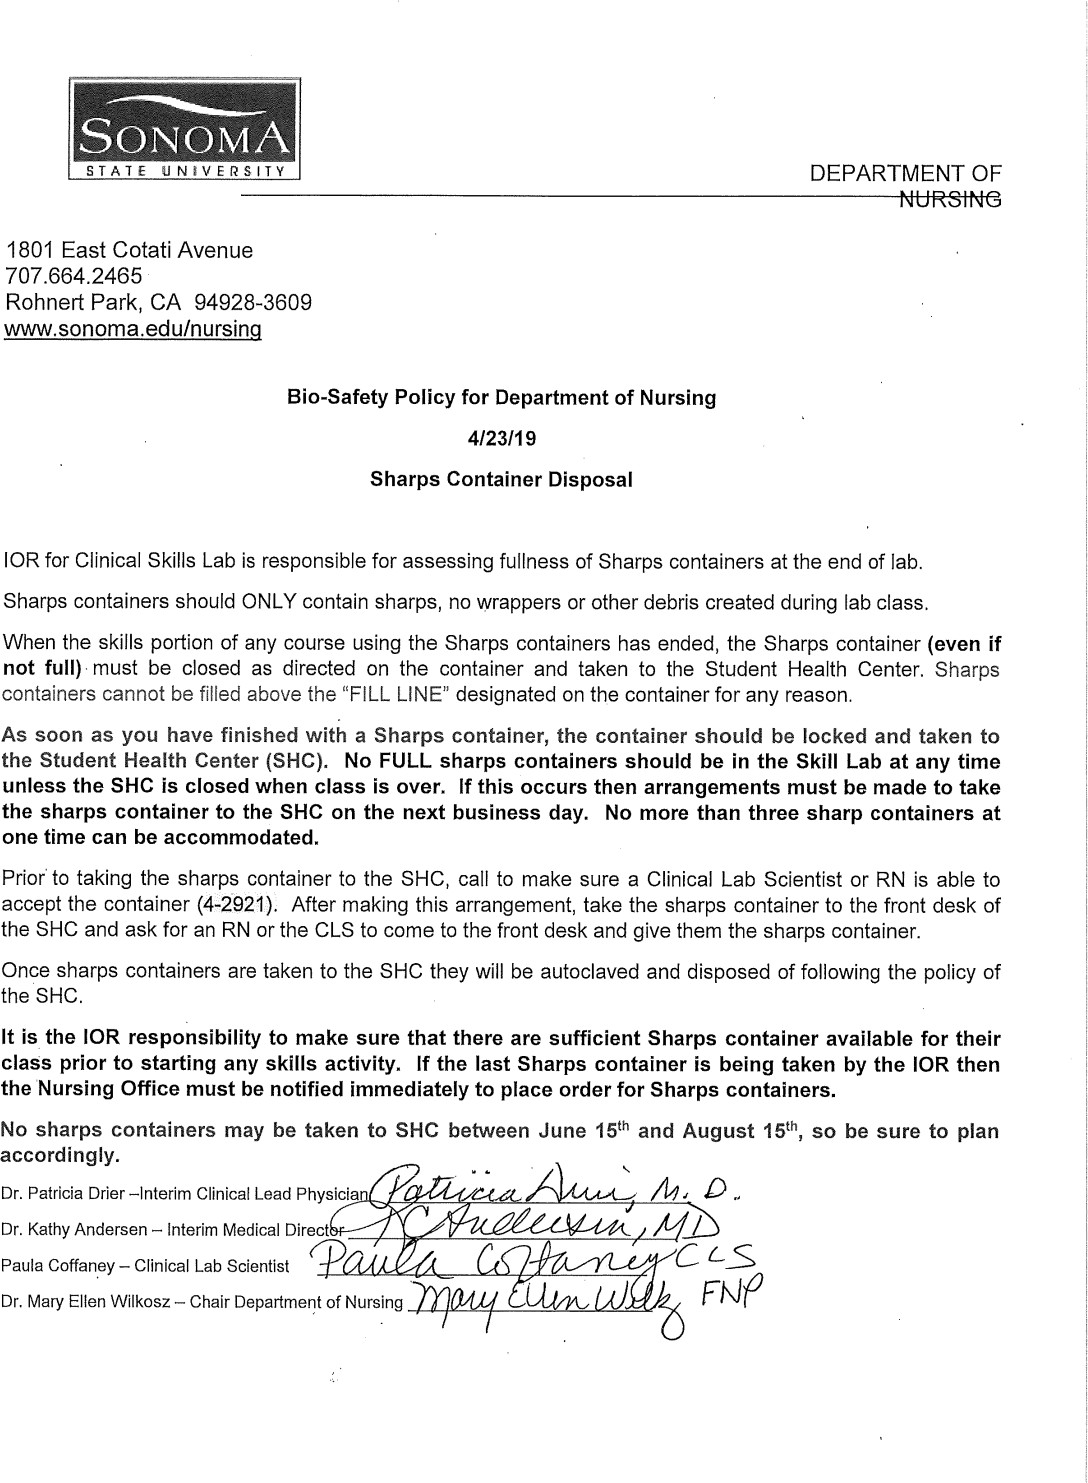 SONOMA
STATE UNIVERSITY
DEPARTMENT OF
NURSING
1801 East Cotati Avenue
707.664.2465
Rohnert Park, CA  94928-3609
www.sonoma.edu/nursing
Bio-Safety Policy for Department of Nursing
4/23/19
Sharps Container Disposal
IOR for Clinical Skills Lab is responsible for assessing fullness of Sharps containers at the end of lab.
Sharps containers should ONLY contain sharps, no wrappers or other debris created during lab class.
When the skills portion of any course using the Sharps containers has ended, the Sharps container (even if
not full) must be closed as directed on the container and taken to the Student Health Center. Sharps
containers cannot be filled above the "FILL LINE" designated on the container for any reason.
As soon as you have finished with a Sharps container, the container should be locked and taken to
the Student Health Center (SHC).  No FULL sharps containers should be in the Skill Lab at any time
unless the SHC is closed when class is over.  If this occurs then arrangements must be made to take
the sharps container to the SHC on the next business day.  No more than three sharp containers at
one time can be accommodated.
Prior to taking the sharps container to the SHC, call to make sure a Clinical Lab Scientist or RN is able to
accept the container (4-2921).  After making this arrangement, take the sharps container to the front desk of
the SHC and ask for an RN or the CLS to come to the front desk and give them the sharps container.
Once sharps containers are taken to the SHC they will be autoclaved and disposed of following the policy of
the SHC.
It is the IOR responsibility to make sure that there are sufficient Sharps container available for their
class prior to starting any skills activity.  If the last Sharps container is being taken by the IOR then
the Nursing Office must be notified immediately to place order for Sharps containers.
No sharps containers may be taken to SHC between June 15th and August 15th, so be sure to plan
accordingly.
Dr. Patricia Drier –Interim Clinical Lead Physician Patricia M. D.
Dr. Kathy Andersen – Interim Medical Director Andersen, MD
Paula Coffaney – Clinical Lab Scientist Paula Coffaney CLS
Dr. Mary Ellen Wilkosz – Chair Department of Nursing Mary Ellen FNP